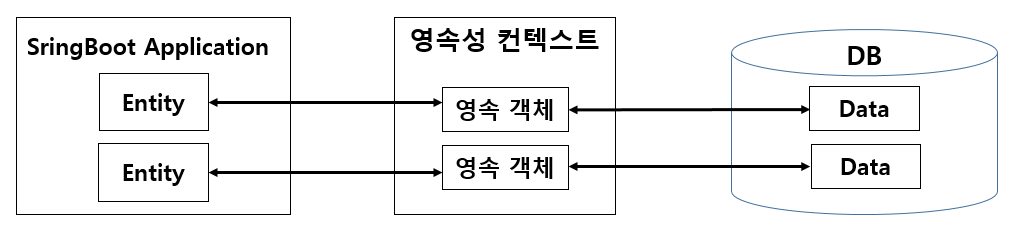 SringBoot Application
Entity
Entity
영속성 컨텍스트
영속 객체
영속 객체
DB
Data
Data